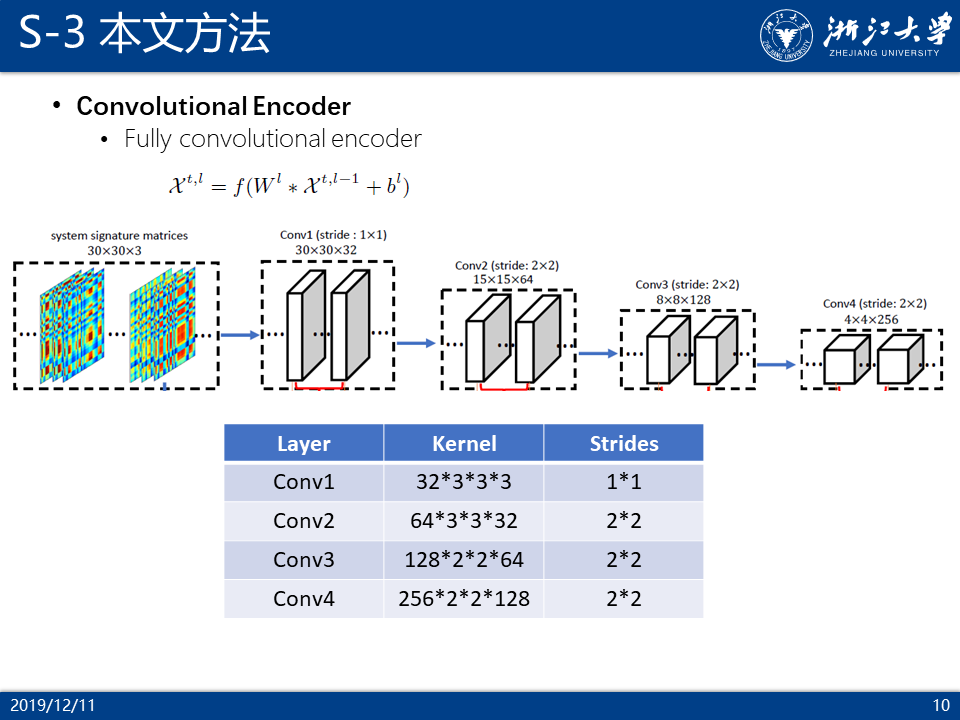 S-3 本文方法
浙江大学
ZHEJIANG UNIVERSITY
• Convolutional Encoder
• Fully convolutional encoder
𝒳^{t,l} = f(W^l * 𝒳^{t,l−1} + b^l)
system signature matrices
30×30×3
Conv1 (stride : 1×1)
30×30×32
Conv2 (stride: 2×2)
15×15×64
Conv3 (stride: 2×2)
8×8×128
Conv4 (stride: 2×2)
4×4×256
Layer Kernel Strides
Conv1 32*3*3*3 1*1
Conv2 64*3*3*32 2*2
Conv3 128*2*2*64 2*2
Conv4 256*2*2*128 2*2
2019/12/11 10